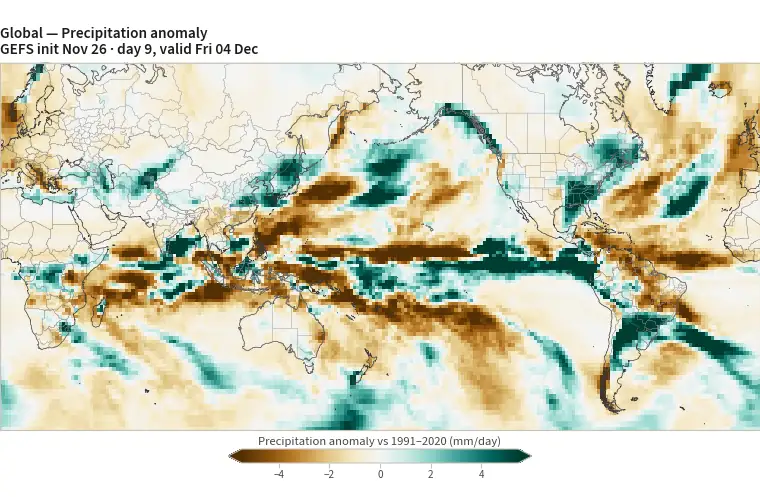 Global — Precipitation anomaly
GEFS init Nov 26 · day 9, valid Fri 04 Dec
Precipitation anomaly vs 1991–2020 (mm/day)
−4 −2 0 2 4